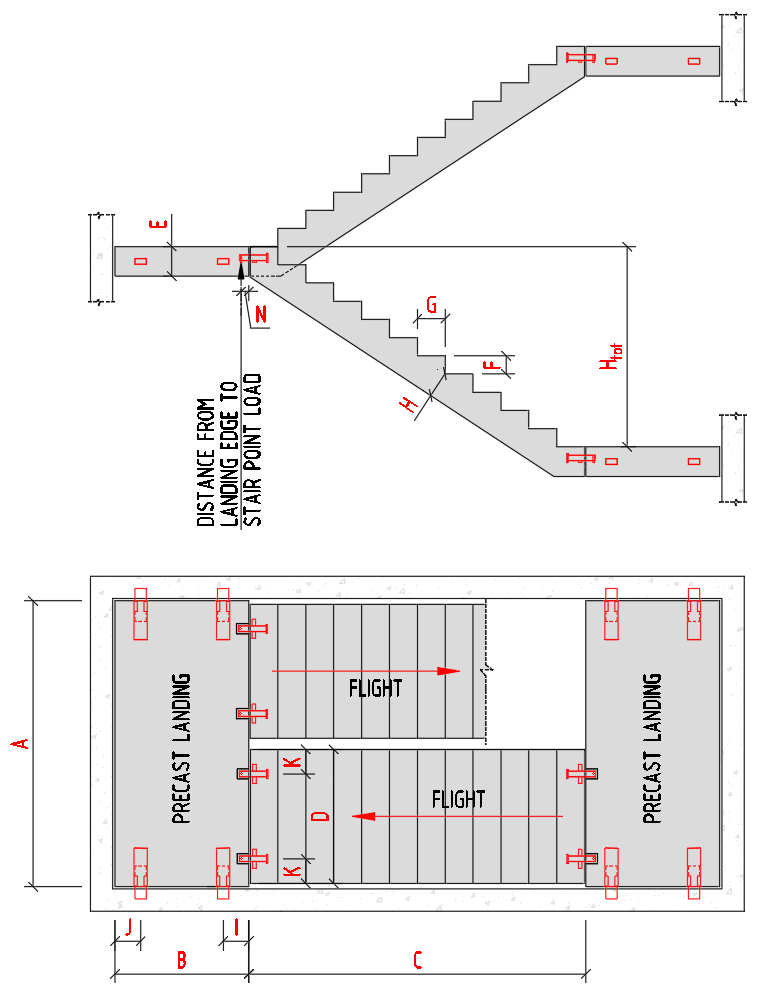 E
N
G
F
H
Htot
DISTANCE FROM
LANDING EDGE TO
STAIR POINT LOAD
A
PRECAST LANDING
FLIGHT
K
D
FLIGHT
K
PRECAST LANDING
J
I
B
C